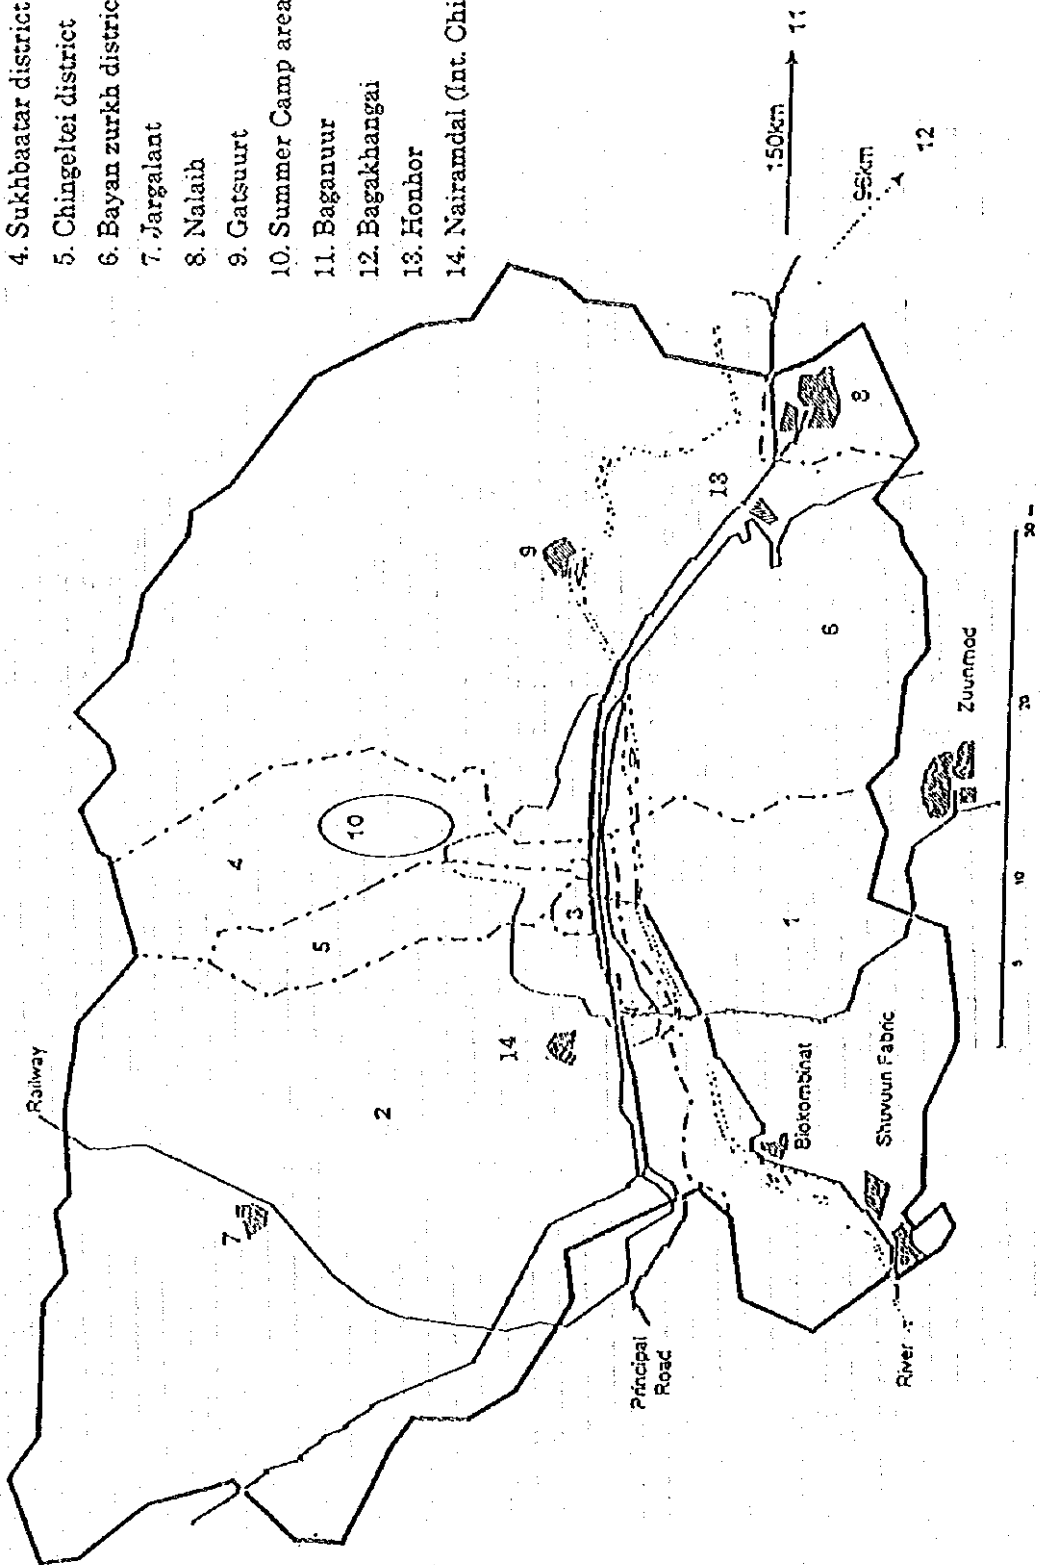 4. Sukhbaatar district
5. Chingeltei district
6. Bayan zurkh distric
7. Jargalant
8. Nalaih
9. Gatsuurt
10. Summer Camp area
11. Baganuur
12. Bagakhangai
13. Honhor
14. Nairamdal (Int. Chi
Railway
7
2
14
5
4
10
3
9
13
8
6
1
150km
11
95km
12
Principal
Road
River
Biokombinat
Shuvuun Fabric
Zuunmod
5
10
20
30